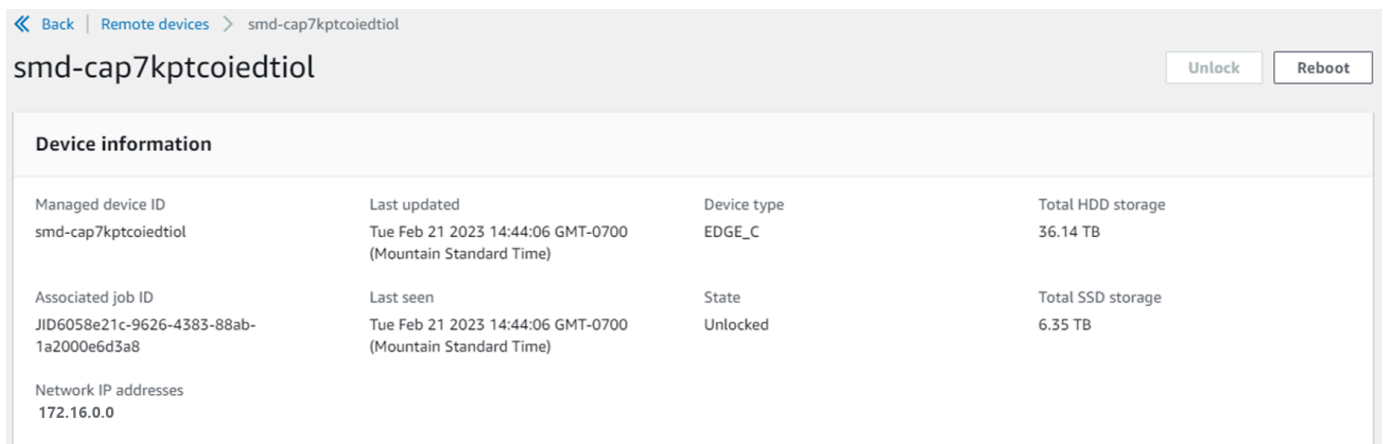 Back | Remote devices > smd-cap7kptcoiedtiol
smd-cap7kptcoiedtiol
Unlock
Reboot
Device information
Managed device ID
smd-cap7kptcoiedtiol
Last updated
Tue Feb 21 2023 14:44:06 GMT-0700
(Mountain Standard Time)
Device type
EDGE_C
Total HDD storage
36.14 TB
Associated job ID
JID6058e21c-9626-4383-88ab-
1a2000e6d3a8
Last seen
Tue Feb 21 2023 14:44:06 GMT-0700
(Mountain Standard Time)
State
Unlocked
Total SSD storage
6.35 TB
Network IP addresses
172.16.0.0